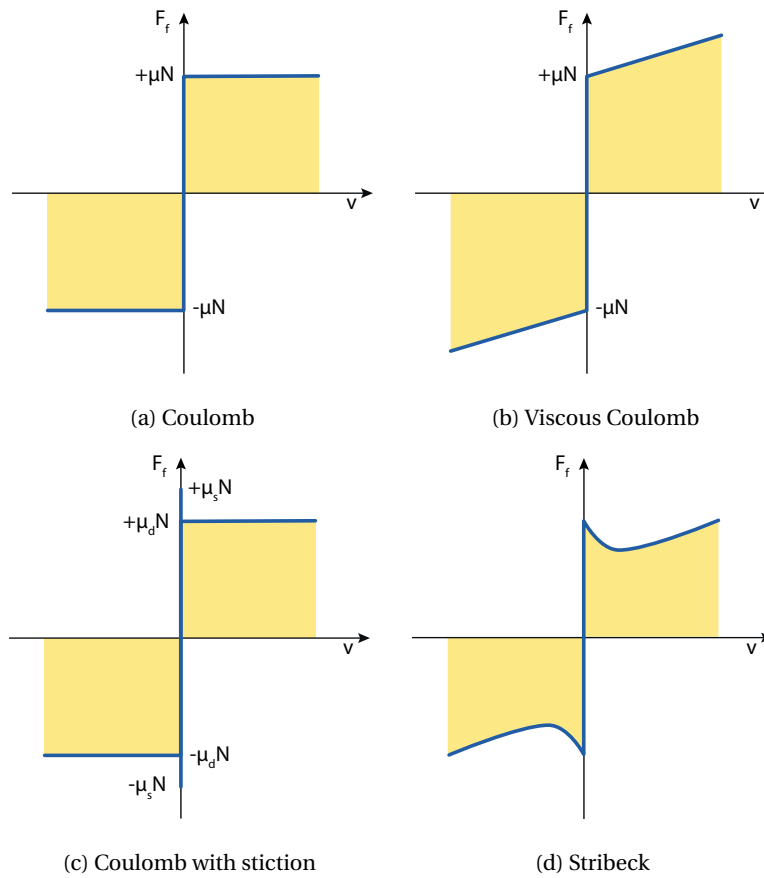 F_f
+μN
v
-μN
(a) Coulomb
F_f
+μN
v
-μN
(b) Viscous Coulomb
F_f
+μ_sN
+μ_dN
v
-μ_dN
-μ_sN
(c) Coulomb with stiction
F_f
v
(d) Stribeck